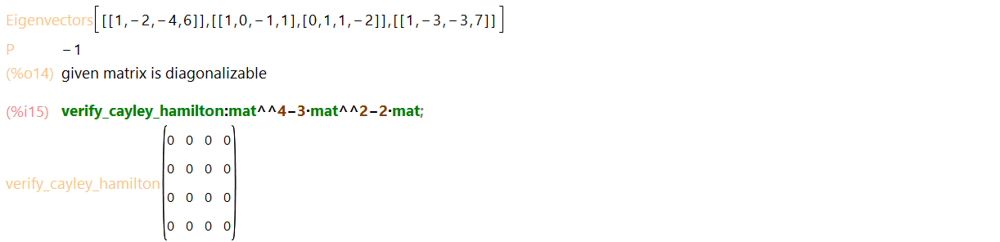 Eigenvectors [[[1,-2,-4,6]],[[1,0,-1,1],[0,1,1,-2]],[[1,-3,-3,7]]]
P -1
(%o14) given matrix is diagonalizable
(%i15) verify_cayley_hamilton:mat^^4-3·mat^^2-2·mat;
0 0 0 0
0 0 0 0
verify_cayley_hamilton
0 0 0 0
0 0 0 0